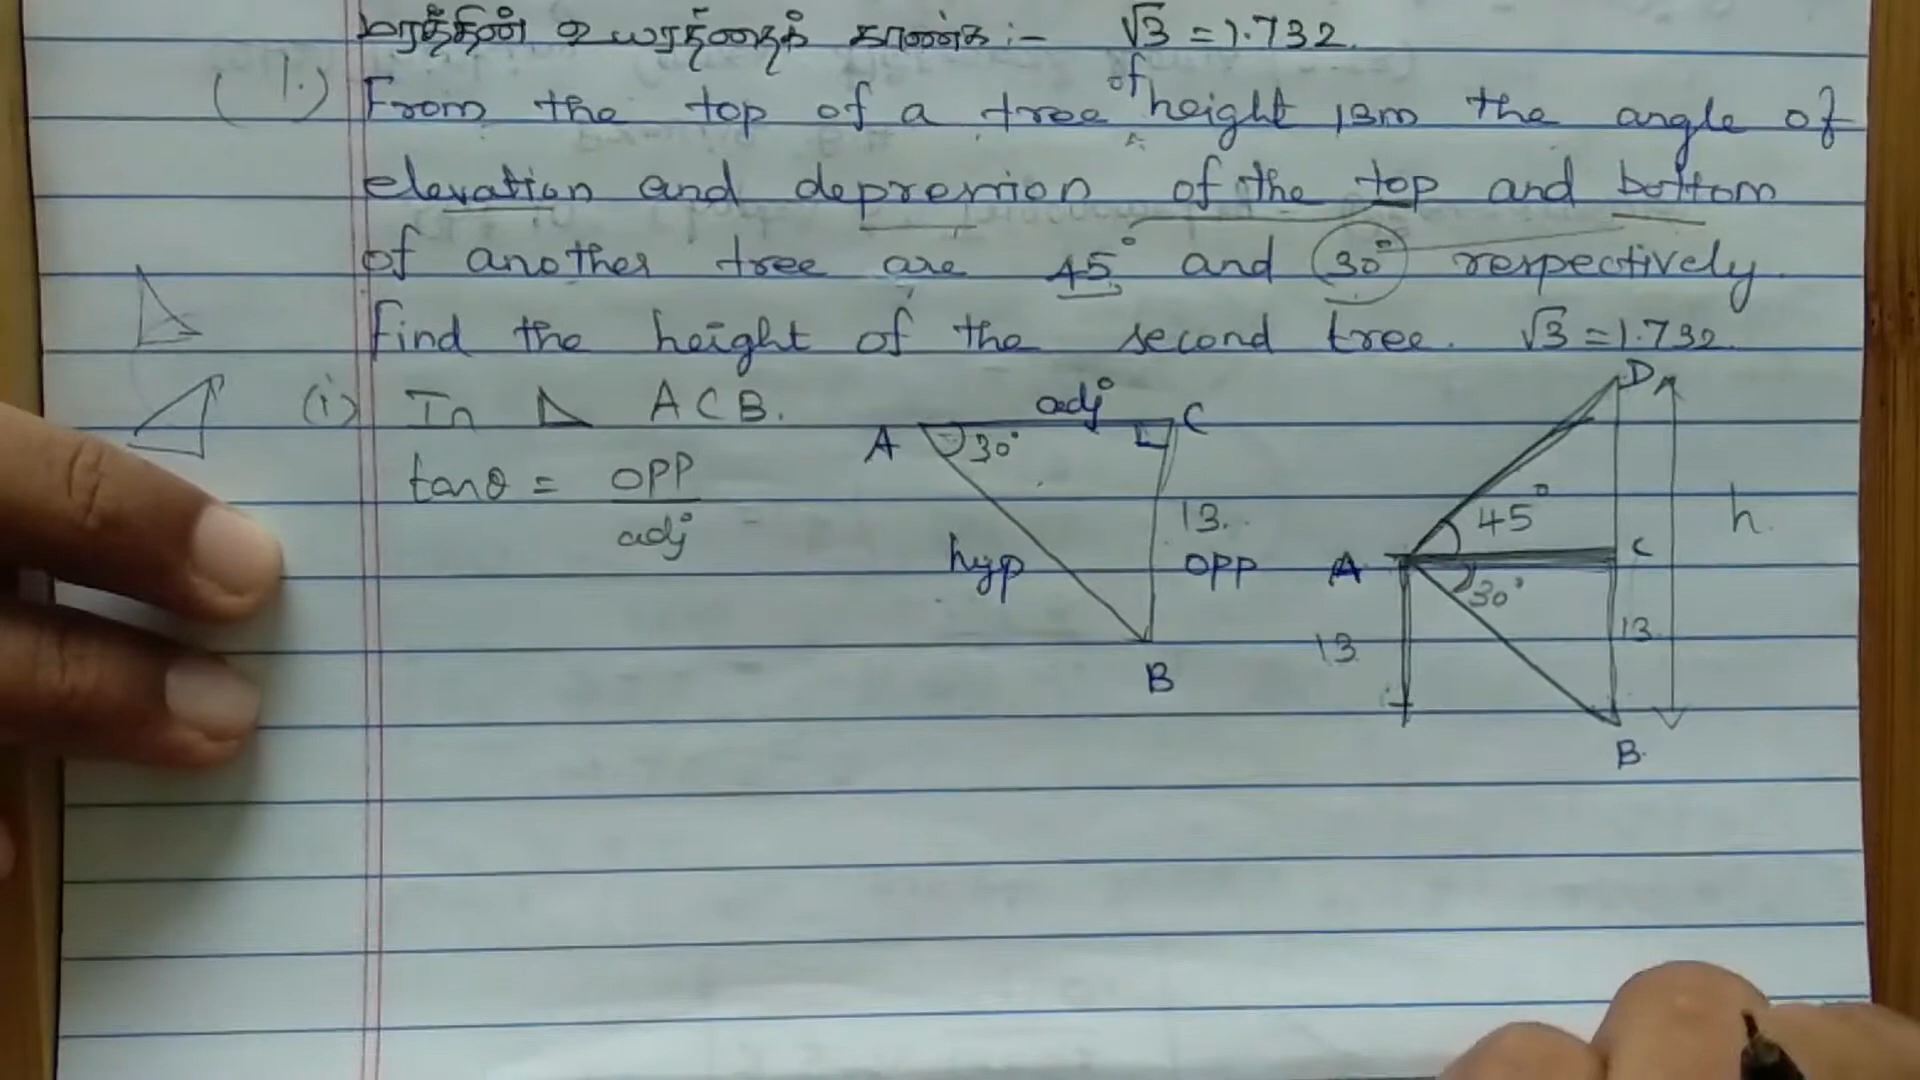 மரத்தின் உயரத்தைக் காண்க:- √3 = 1.732.
(1.) From the top of a tree of height 13m the angle of
elevation and depression of the top and bottom
of another tree are 45° and 30° respectively.
Find the height of the second tree. √3 = 1.732.
(i) In △ ACB.
tanθ = opp / adj
adj
A 30° C
13.
hyp opp
B
D
45° h.
A C
30°
13 13
B.